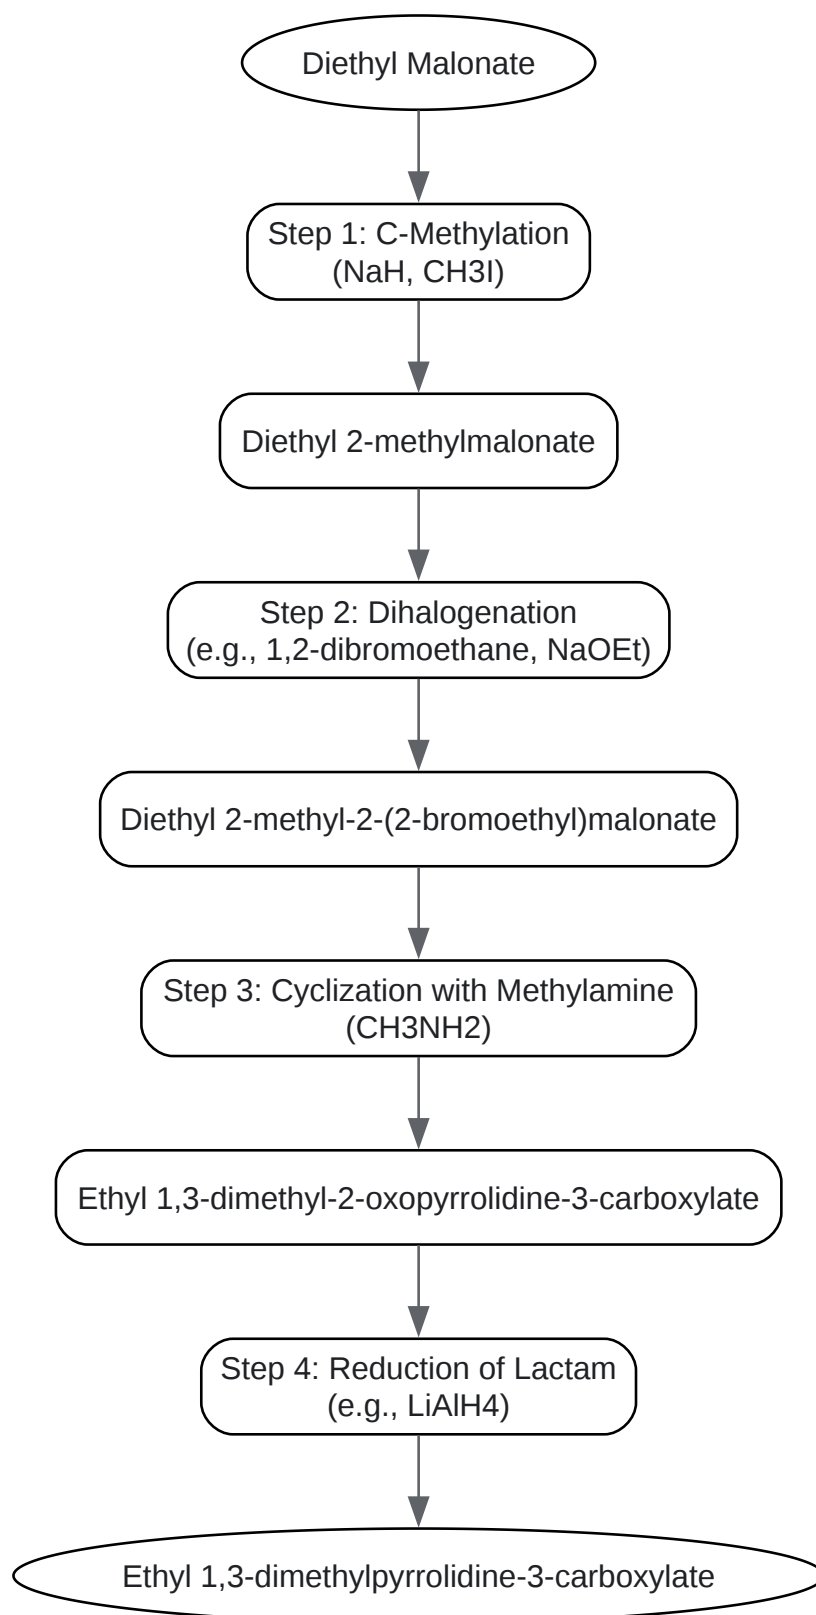 Diethyl Malonate
Step 1: C-Methylation
(NaH, CH3I)
Diethyl 2-methylmalonate
Step 2: Dihalogenation
(e.g., 1,2-dibromoethane, NaOEt)
Diethyl 2-methyl-2-(2-bromoethyl)malonate
Step 3: Cyclization with Methylamine
(CH3NH2)
Ethyl 1,3-dimethyl-2-oxopyrrolidine-3-carboxylate
Step 4: Reduction of Lactam
(e.g., LiAlH4)
Ethyl 1,3-dimethylpyrrolidine-3-carboxylate